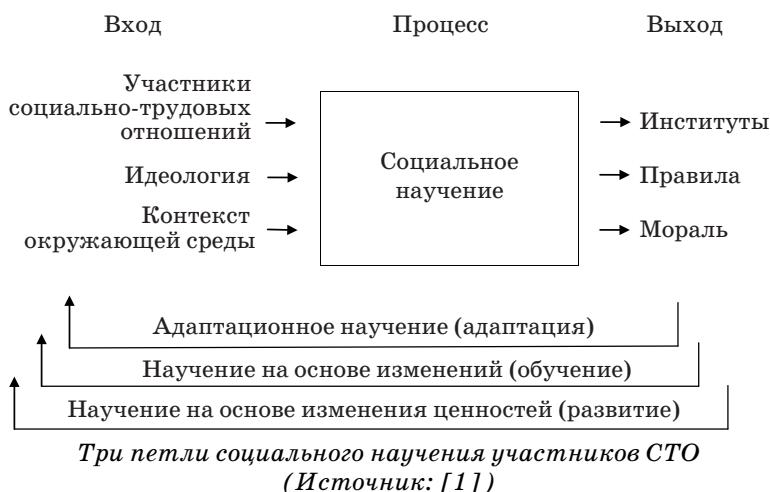 Вход Процесс Выход
Участники
социально-трудовых
отношений
Идеология
Контекст
окружающей среды
Социальное
научение
Институты
Правила
Мораль
Адаптационное научение (адаптация)
Научение на основе изменений (обучение)
Научение на основе изменения ценностей (развитие)
Три петли социального научения участников СТО
(Источник: [1])